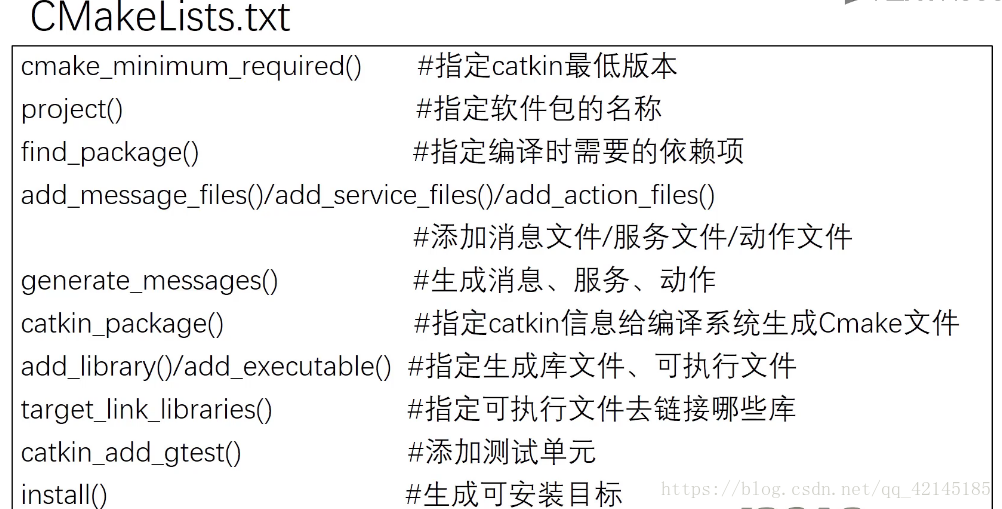 CMakeLists.txt
cmake_minimum_required() #指定catkin最低版本
project() #指定软件包的名称
find_package() #指定编译时需要的依赖项
add_message_files()/add_service_files()/add_action_files()
#添加消息文件/服务文件/动作文件
generate_messages() #生成消息、服务、动作
catkin_package() #指定catkin信息给编译系统生成Cmake文件
add_library()/add_executable() #指定生成库文件、可执行文件
target_link_libraries() #指定可执行文件去链接哪些库
catkin_add_gtest() #添加测试单元
install() #生成可安装目标
https://blog.csdn.net/qq_42145185